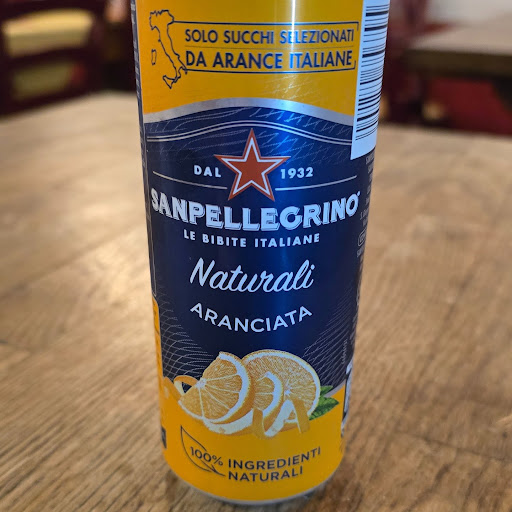 SOLO SUCCHI SELEZIONATI
DA ARANCE ITALIANE
DAL 1932
SANPELLEGRINO
LE BIBITE ITALIANE
Naturali
ARANCIATA
100% INGREDIENTI
NATURALI